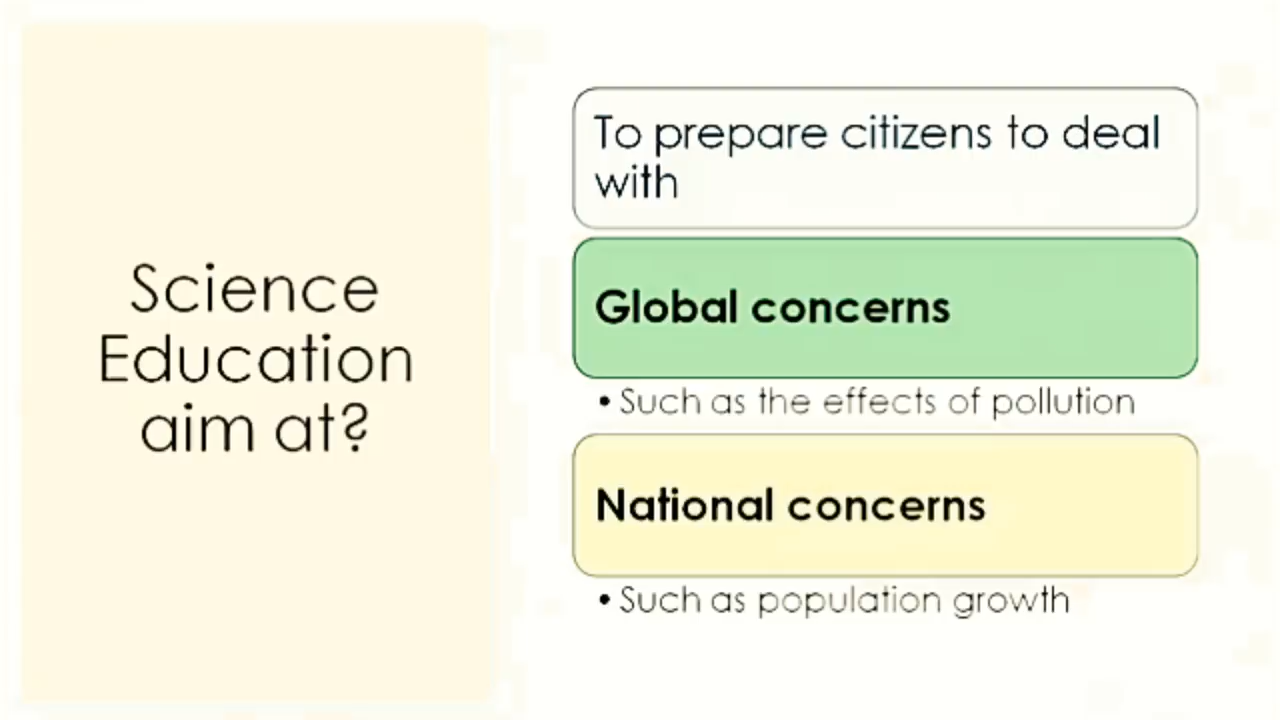 Science
Education
aim at?
To prepare citizens to deal
with
Global concerns
• Such as the effects of pollution
National concerns
• Such as population growth